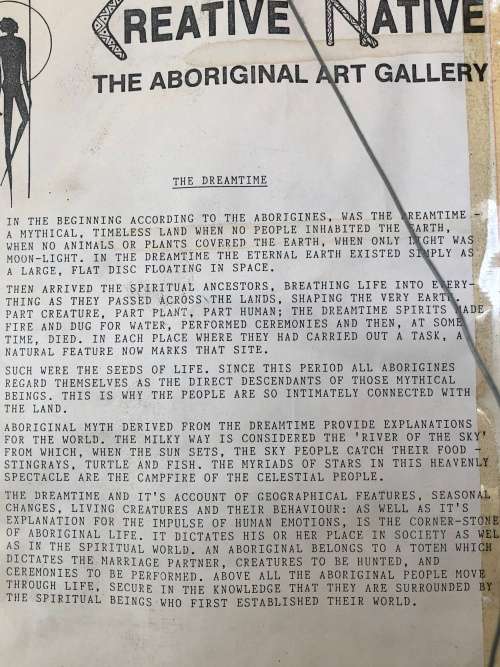 CREATIVE NATIVE
THE ABORIGINAL ART GALLERY
THE DREAMTIME
IN THE BEGINNING ACCORDING TO THE ABORIGINES, WAS THE DREAMTIME -
A MYTHICAL, TIMELESS LAND WHEN NO PEOPLE INHABITED THE EARTH,
WHEN NO ANIMALS OR PLANTS COVERED THE EARTH, WHEN ONLY LIGHT WAS
MOON-LIGHT. IN THE DREAMTIME THE ETERNAL EARTH EXISTED SIMPLY AS
A LARGE, FLAT DISC FLOATING IN SPACE.
THEN ARRIVED THE SPIRITUAL ANCESTORS, BREATHING LIFE INTO EVERY-
THING AS THEY PASSED ACROSS THE LANDS, SHAPING THE VERY EARTH.
PART CREATURE, PART PLANT, PART HUMAN; THE DREAMTIME SPIRITS MADE
FIRE AND DUG FOR WATER, PERFORMED CEREMONIES AND THEN, AT SOME
TIME, DIED. IN EACH PLACE WHERE THEY HAD CARRIED OUT A TASK, A
NATURAL FEATURE NOW MARKS THAT SITE.
SUCH WERE THE SEEDS OF LIFE. SINCE THIS PERIOD ALL ABORIGINES
REGARD THEMSELVES AS THE DIRECT DESCENDANTS OF THOSE MYTHICAL
BEINGS. THIS IS WHY THE PEOPLE ARE SO INTIMATELY CONNECTED WITH
THE LAND.
ABORIGINAL MYTH DERIVED FROM THE DREAMTIME PROVIDE EXPLANATIONS
FOR THE WORLD. THE MILKY WAY IS CONSIDERED THE 'RIVER OF THE SKY'
FROM WHICH, WHEN THE SUN SETS, THE SKY PEOPLE CATCH THEIR FOOD -
STINGRAYS, TURTLE AND FISH. THE MYRIADS OF STARS IN THIS HEAVENLY
SPECTACLE ARE THE CAMPFIRE OF THE CELESTIAL PEOPLE.
THE DREAMTIME AND IT'S ACCOUNT OF GEOGRAPHICAL FEATURES, SEASONAL
CHANGES, LIVING CREATURES AND THEIR BEHAVIOUR: AS WELL AS IT'S
EXPLANATION FOR THE IMPULSE OF HUMAN EMOTIONS, IS THE CORNER-STONE
OF ABORIGINAL LIFE. IT DICTATES HIS OR HER PLACE IN SOCIETY AS WEL
AS IN THE SPIRITUAL WORLD. AN ABORIGINAL BELONGS TO A TOTEM WHICH
DICTATES THE MARRIAGE PARTNER, CREATURES TO BE HUNTED, AND
CEREMONIES TO BE PERFORMED. ABOVE ALL THE ABORIGINAL PEOPLE MOVE
THROUGH LIFE, SECURE IN THE KNOWLEDGE THAT THEY ARE SURROUNDED BY
THE SPIRITUAL BEINGS WHO FIRST ESTABLISHED THEIR WORLD.